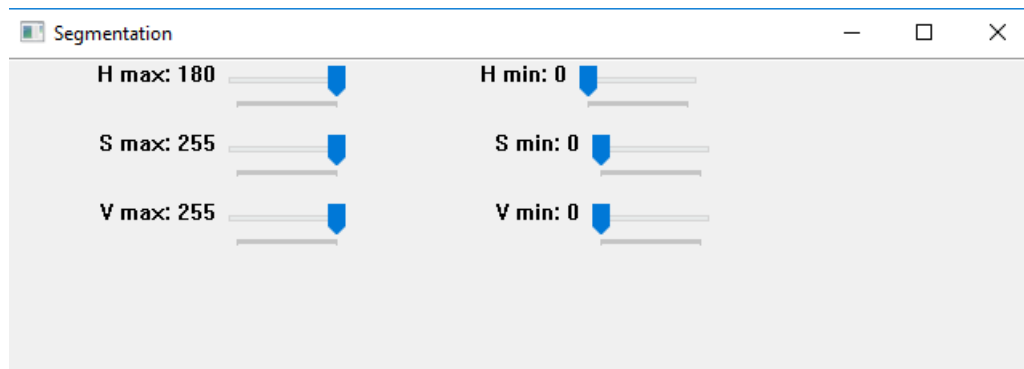 Segmentation
H max: 180 H min: 0
S max: 255 S min: 0
V max: 255 V min: 0